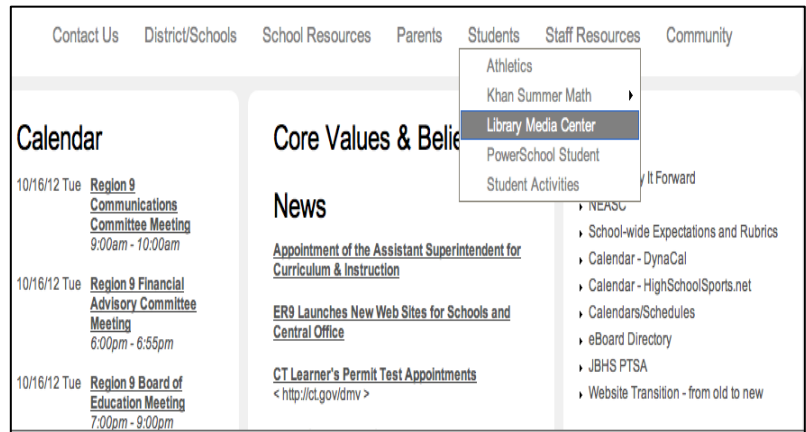 Contact Us District/Schools School Resources Parents Students Staff Resources Community
Athletics
Khan Summer Math
Library Media Center
PowerSchool Student
Student Activities
Calendar
10/16/12 Tue Region 9
Communications
Committee Meeting
9:00am - 10:00am
10/16/12 Tue Region 9 Financial
Advisory Committee
Meeting
6:00pm - 6:55pm
10/16/12 Tue Region 9 Board of
Education Meeting
7:00pm - 9:00pm
Core Values &
News
Appointment of the Assistant Superintendent for
Curriculum & Instruction
ER9 Launches New Web Sites for Schools and
Central Office
CT Learner's Permit Test Appointments
< http://ct.gov/dmv >
It Forward
NEASC
School-wide Expectations and Rubrics
Calendar - DynaCal
Calendar - HighSchoolSports.net
Calendars/Schedules
eBoard Directory
JBHS PTSA
Website Transition - from old to new